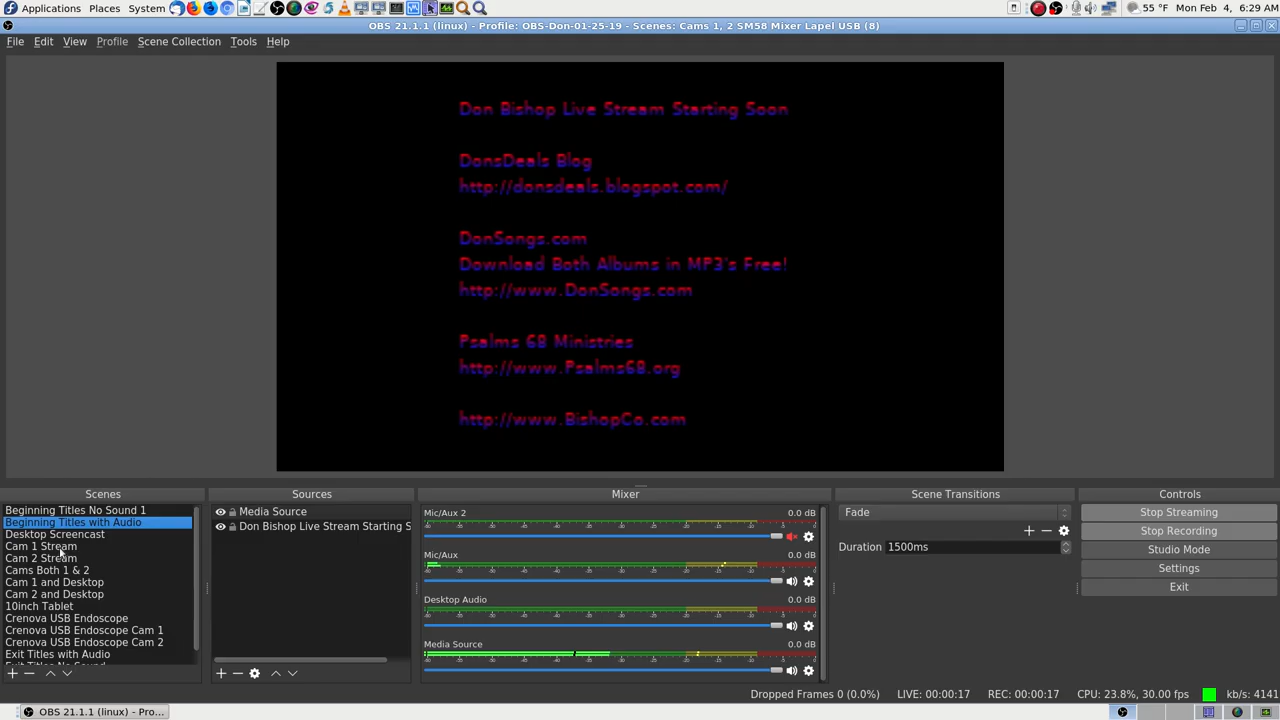 Applications Places System 55 °F Mon Feb 4, 6:29 AM
OBS 21.1.1 (linux) - Profile: OBS-Don-01-25-19 - Scenes: Cams 1, 2 SM58 Mixer Lapel USB (8)
File Edit View Profile Scene Collection Tools Help
Don Bishop Live Stream Starting Soon
DonsDeals Blog
http://donsdeals.blogspot.com/
DonSongs.com
Download Both Albums in MP3's Free!
http://www.DonSongs.com
Psalms 68 Ministries
http://www.Psalms68.org
http://www.BishopCo.com
Scenes
Beginning Titles No Sound 1
Beginning Titles with Audio
Desktop Screencast
Cam 1 Stream
Cam 2 Stream
Cams Both 1 & 2
Cam 1 and Desktop
Cam 2 and Desktop
10inch Tablet
Crenova USB Endoscope
Crenova USB Endoscope Cam 1
Crenova USB Endoscope Cam 2
Exit Titles with Audio
Exit Titles No Sound
Sources
Media Source
Don Bishop Live Stream Starting S
Mixer
Mic/Aux 2 0.0 dB
Mic/Aux 0.0 dB
Desktop Audio 0.0 dB
Media Source 0.0 dB
Scene Transitions
Fade
Duration 1500ms
Controls
Stop Streaming
Stop Recording
Studio Mode
Settings
Exit
Dropped Frames 0 (0.0%) LIVE: 00:00:17 REC: 00:00:17 CPU: 23.8%, 30.00 fps kb/s: 4141
OBS 21.1.1 (linux) - Pro...